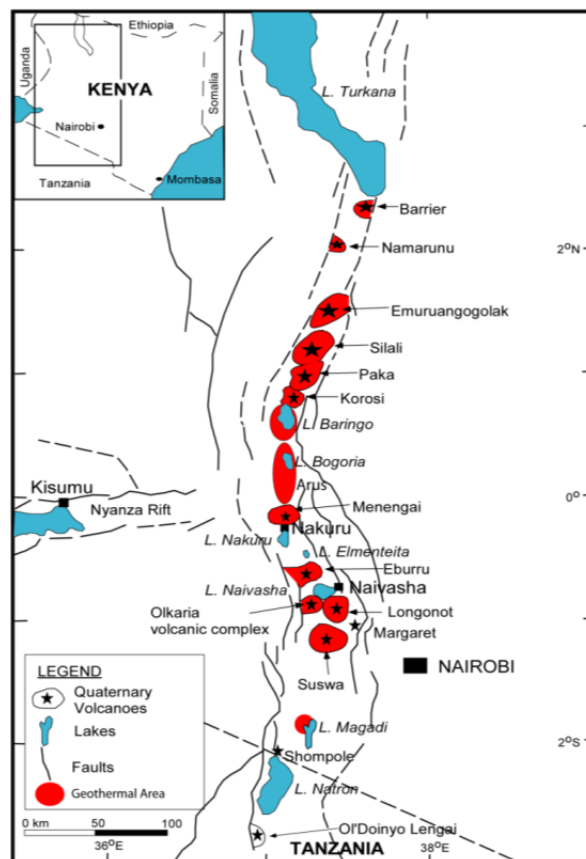 Ethiopia
Uganda
KENYA
Somalia
Nairobi
Tanzania
Mombasa
L. Turkana
Barrier
Namarunu
2°N
Emuruangogolak
Silali
Paka
Korosi
L. Baringo
L. Bogoria
Arus
Kisumu
Nyanza Rift
Menengai
0°
Nakuru
L. Nakuru
L. Elmenteita
Eburru
L. Naivasha
Naivasha
Olkaria
volcanic complex
Longonot
Margaret
Suswa
NAIROBI
LEGEND
Quaternary
Volcanoes
Lakes
Faults
Geothermal Area
L. Magadi
2°S
Shompole
L. Natron
0 km 50 100
Ol'Doinyo Lengai
36°E
TANZANIA
38°E